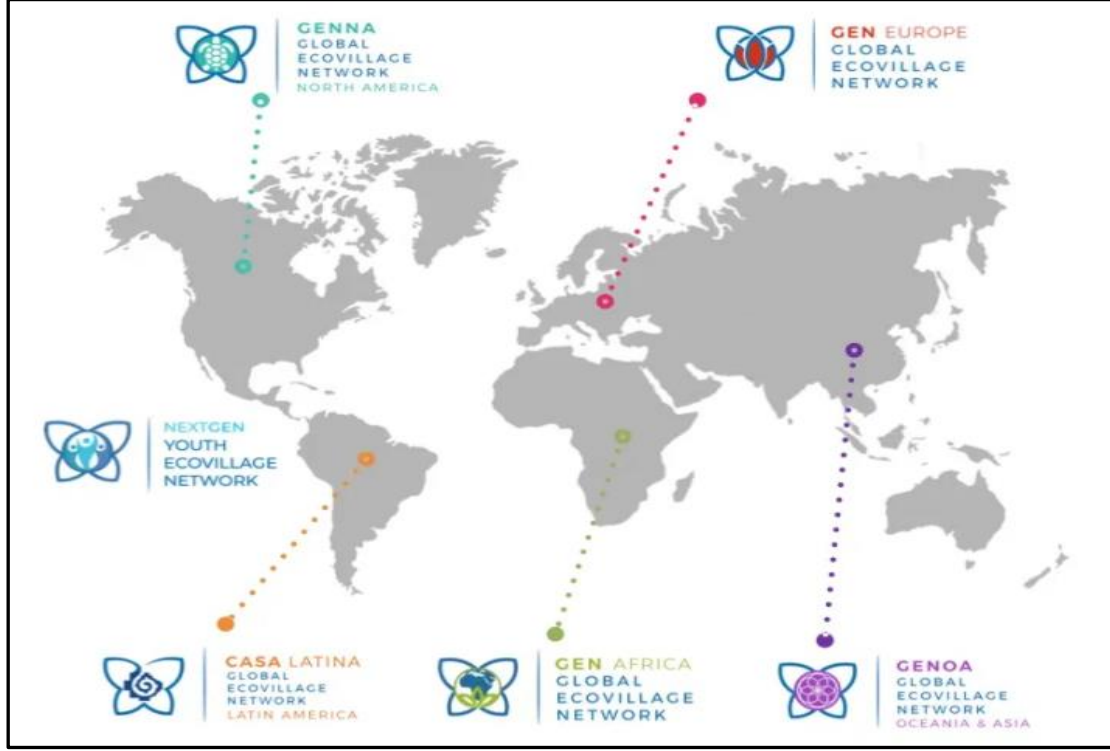 GENNA
GLOBAL
ECOVILLAGE
NETWORK
NORTH AMERICA
GEN EUROPE
GLOBAL
ECOVILLAGE
NETWORK
NEXTGEN
YOUTH
ECOVILLAGE
NETWORK
CASA LATINA
GLOBAL
ECOVILLAGE
NETWORK
LATIN AMERICA
GEN AFRICA
GLOBAL
ECOVILLAGE
NETWORK
GENOA
GLOBAL
ECOVILLAGE
NETWORK
OCEANIA & ASIA